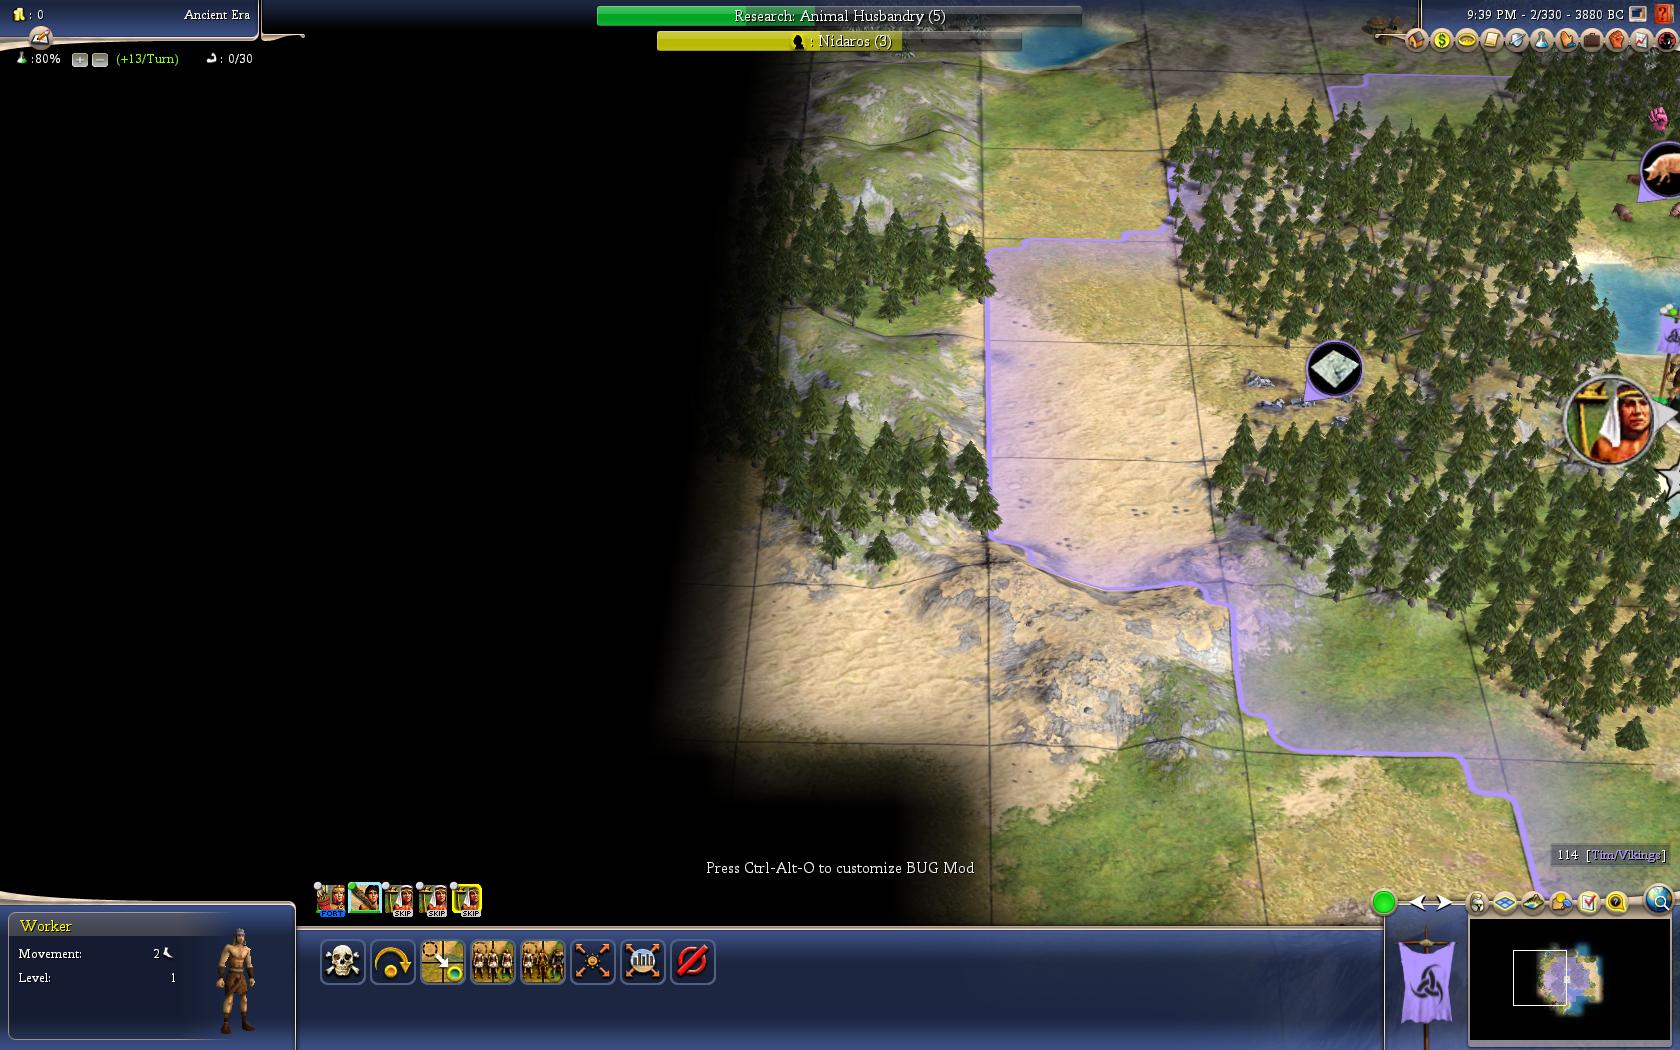 : 0
Ancient Era
Research: Animal Husbandry (5)
9:39 PM - 2/330 - 3880 BC
: Nidaros (3)
:80%
(+13/Turn)
: 0/30
Press Ctrl-Alt-O to customize BUG Mod
114 [Tim/Vikings]
FORT
SKIP
SKIP
SKIP
Worker
Movement: 2
Level: 1